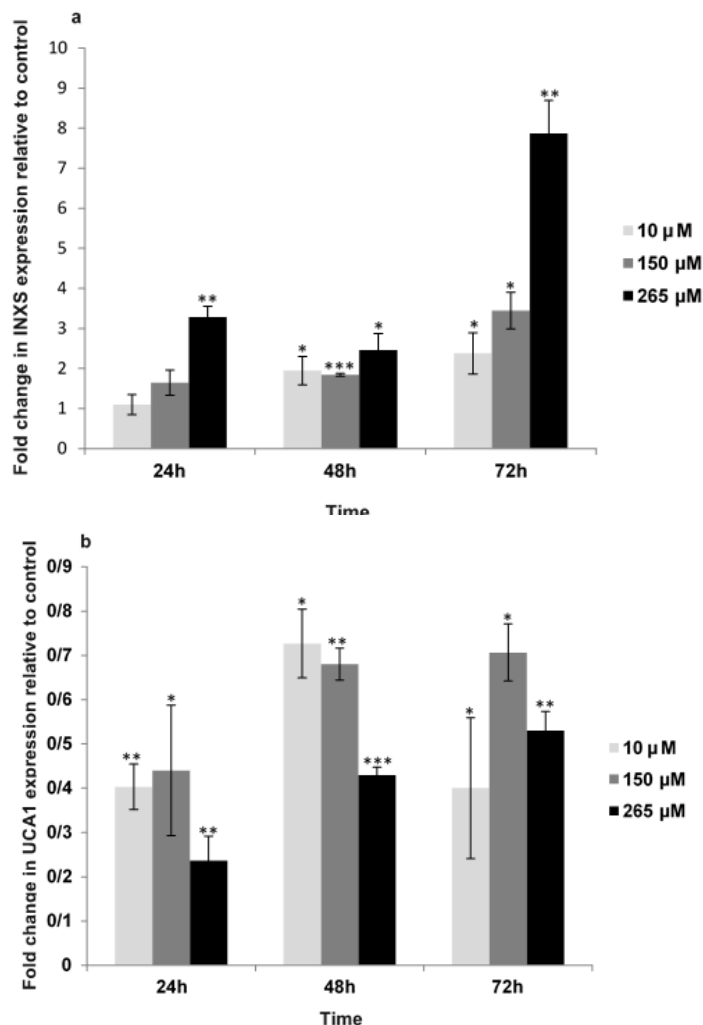 a
Fold change in INXS expression relative to control
10
9
8
7
6
5
4
3
2
1
0
**
*
***
*
*
*
**
10 µM
150 µM
265 µM
24h
48h
72h
Time
b
Fold change in UCA1 expression relative to control
0/9
0/8
0/7
0/6
0/5
0/4
0/3
0/2
0/1
0
**
*
**
*
**
***
*
*
**
10 µM
150 µM
265 µM
24h
48h
72h
Time